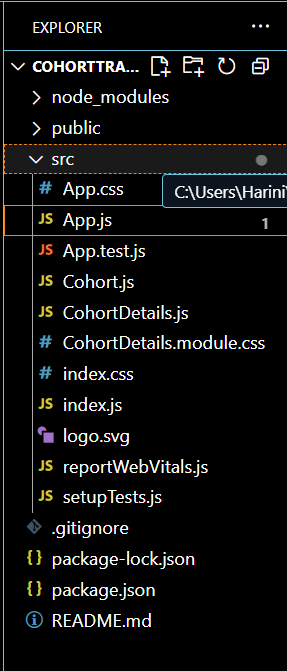 EXPLORER
COHORTTRA...
node_modules
public
src
# App.css
C:\Users\Harini\
JS App.js 1
JS App.test.js
JS Cohort.js
JS CohortDetails.js
# CohortDetails.module.css
# index.css
JS index.js
logo.svg
JS reportWebVitals.js
JS setupTests.js
.gitignore
{ } package-lock.json
{ } package.json
README.md